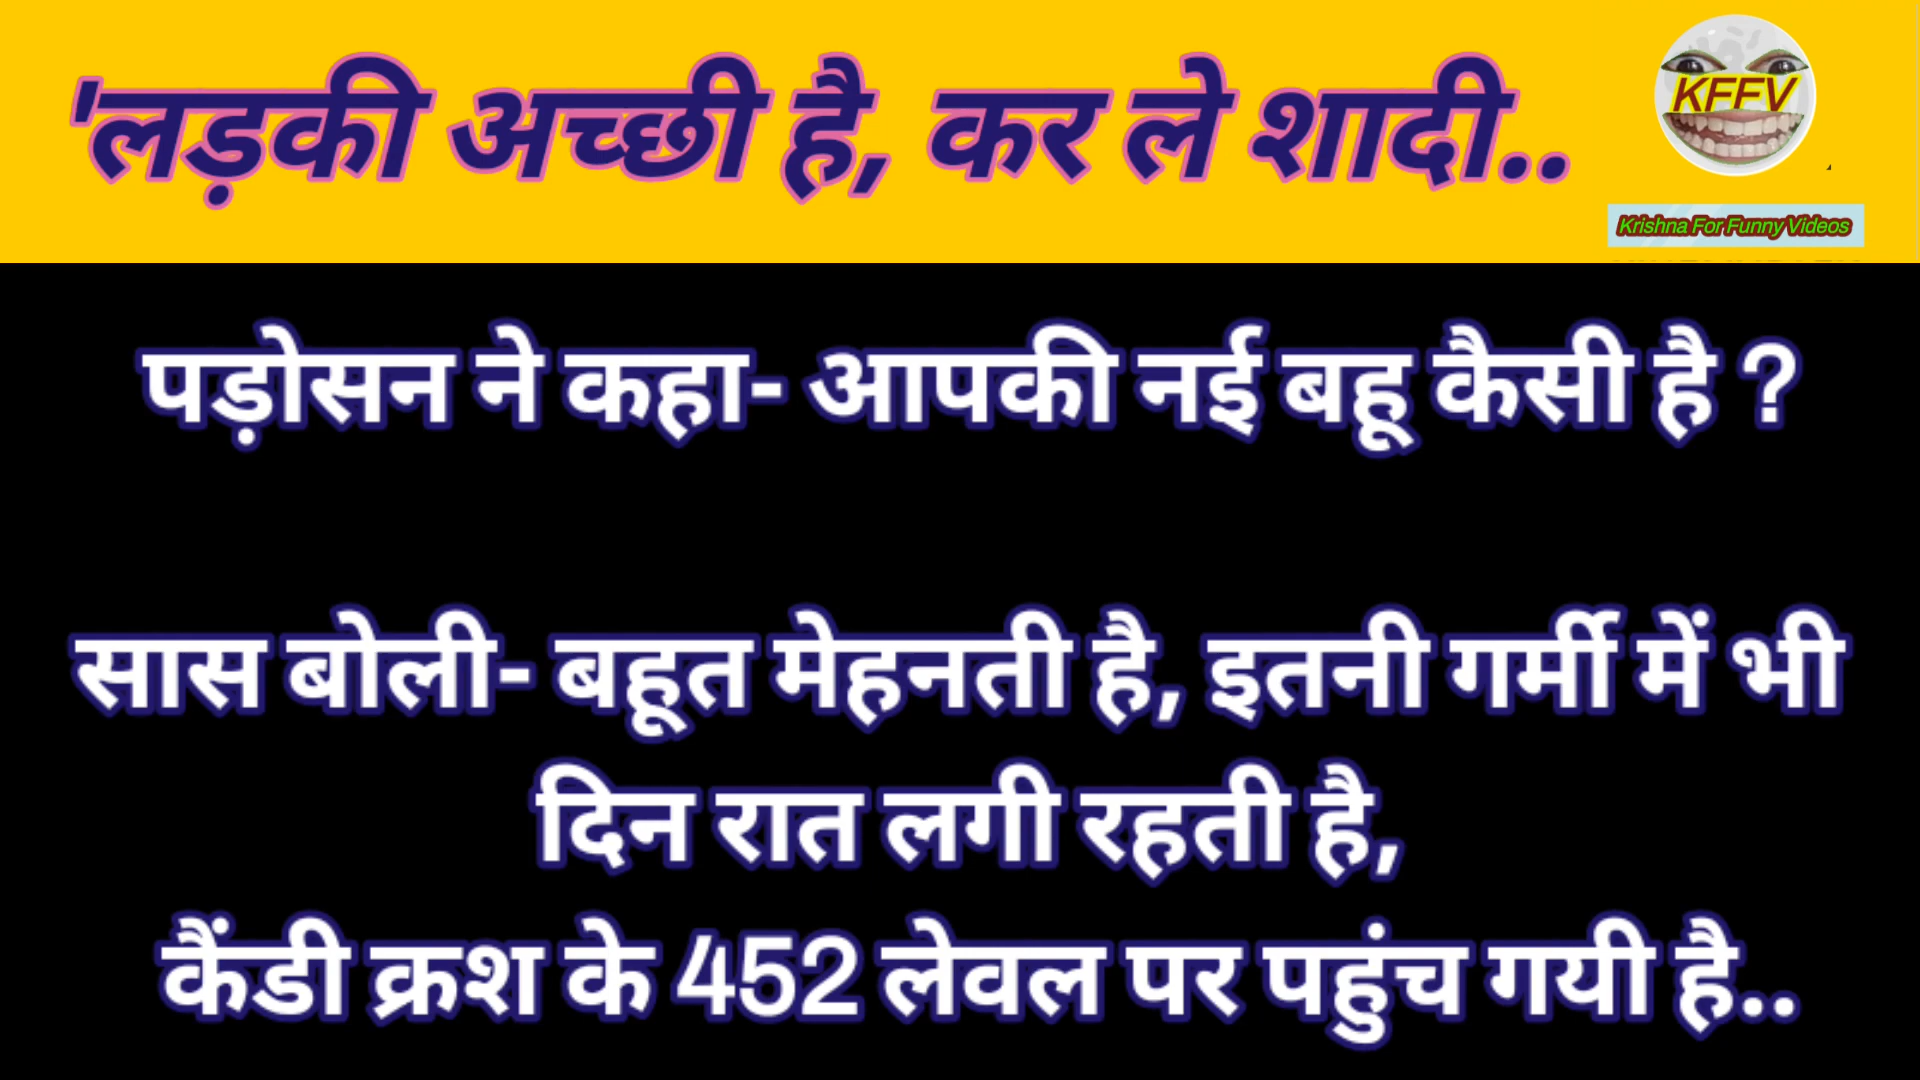 'लड़की अच्छी है, कर ले शादी..
KFFV
Krishna For Funny Videos
पड़ोसन ने कहा- आपकी नई बहू कैसी है ?
सास बोली- बहूत मेहनती है, इतनी गर्मी में भी
दिन रात लगी रहती है,
कैंडी क्रश के 452 लेवल पर पहुंच गयी है..